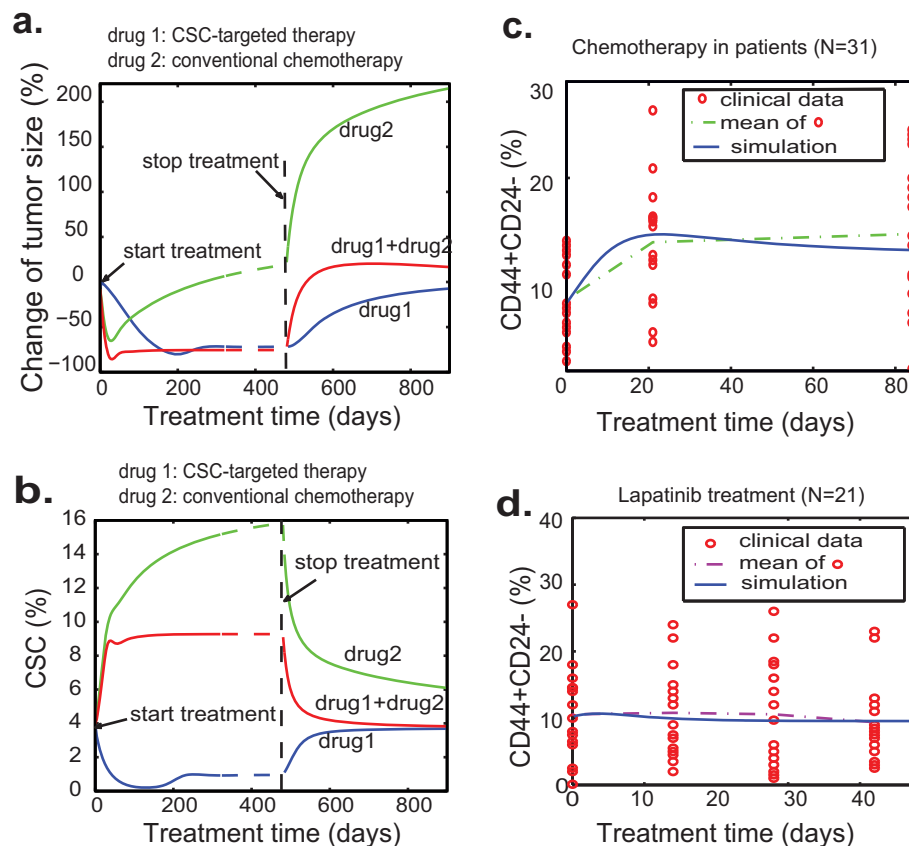 a.
drug 1: CSC-targeted therapy
drug 2: conventional chemotherapy
Change of tumor size (%)
200
150
100
50
0
−50
−100
drug2
stop treatment
start treatment
drug1+drug2
drug1
0
200
400
600
800
Treatment time (days)
b.
drug 1: CSC-targeted therapy
drug 2: conventional chemotherapy
CSC (%)
16
14
12
10
8
6
4
2
0
stop treatment
drug2
start treatment
drug1+drug2
drug1
0
200
400
600
800
Treatment time (days)
c.
Chemotherapy in patients (N=31)
CD44+CD24- (%)
30
20
10
clinical data
mean of
simulation
0
20
40
60
80
Treatment time (days)
d.
Lapatinib treatment (N=21)
CD44+CD24- (%)
40
30
20
10
0
clinical data
mean of
simulation
0
20
30
40
Treatment time (days)